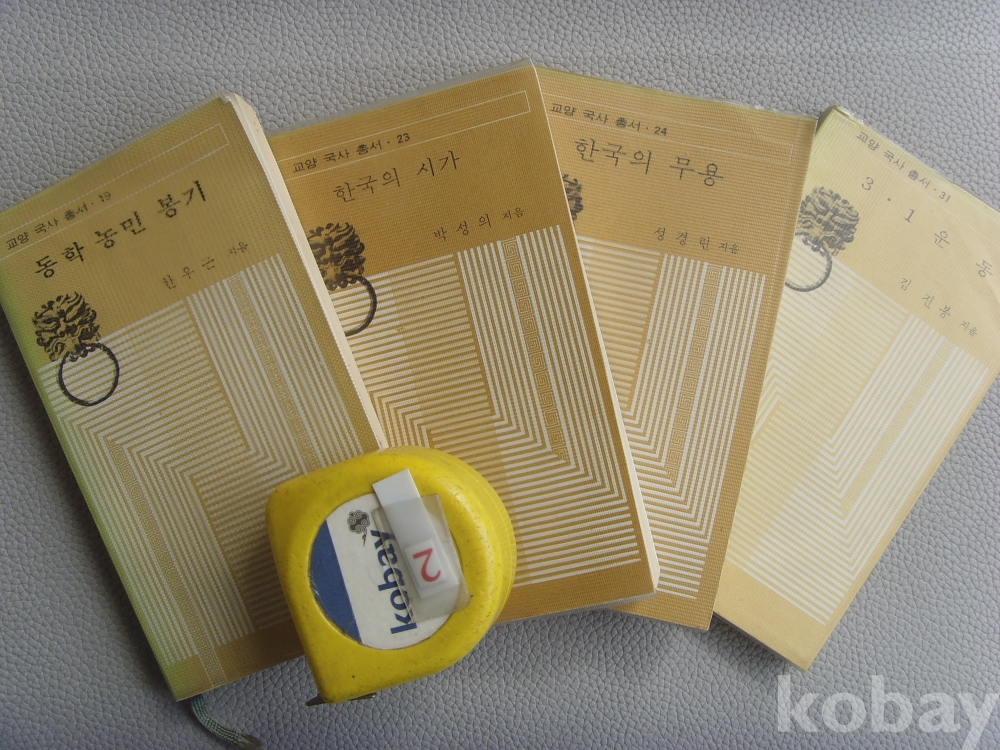 교양 국사 총서·19
동학 농민 봉기
한우근 지음
교양 국사 총서·23
한국의 시가
박성의 지음
교양 국사 총서·24
한국의 무용
성경린 지음
교양 국사 총서·31
3·1 운동
김진봉 지음
kobay
2
kobay